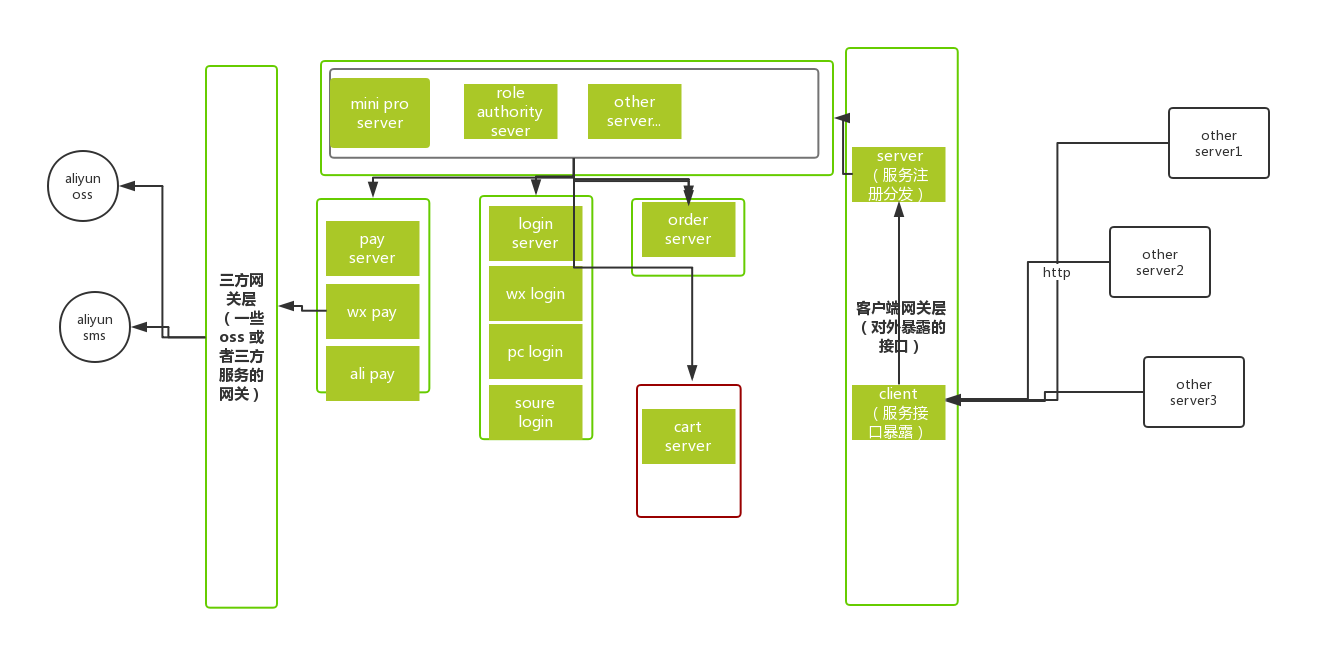 aliyun
oss
aliyun
sms
三方网
关层
（一些
oss 或
者三方
服务的
网关）
mini pro
server
role
authority
sever
other
server...
pay
server
wx pay
ali pay
login
server
wx login
pc login
soure
login
order
server
cart
server
server
（服务注
册分发）
客户端网关层
（对外暴露的
接口）
client
（服务接
口暴露）
http
other
server1
other
server2
other
server3